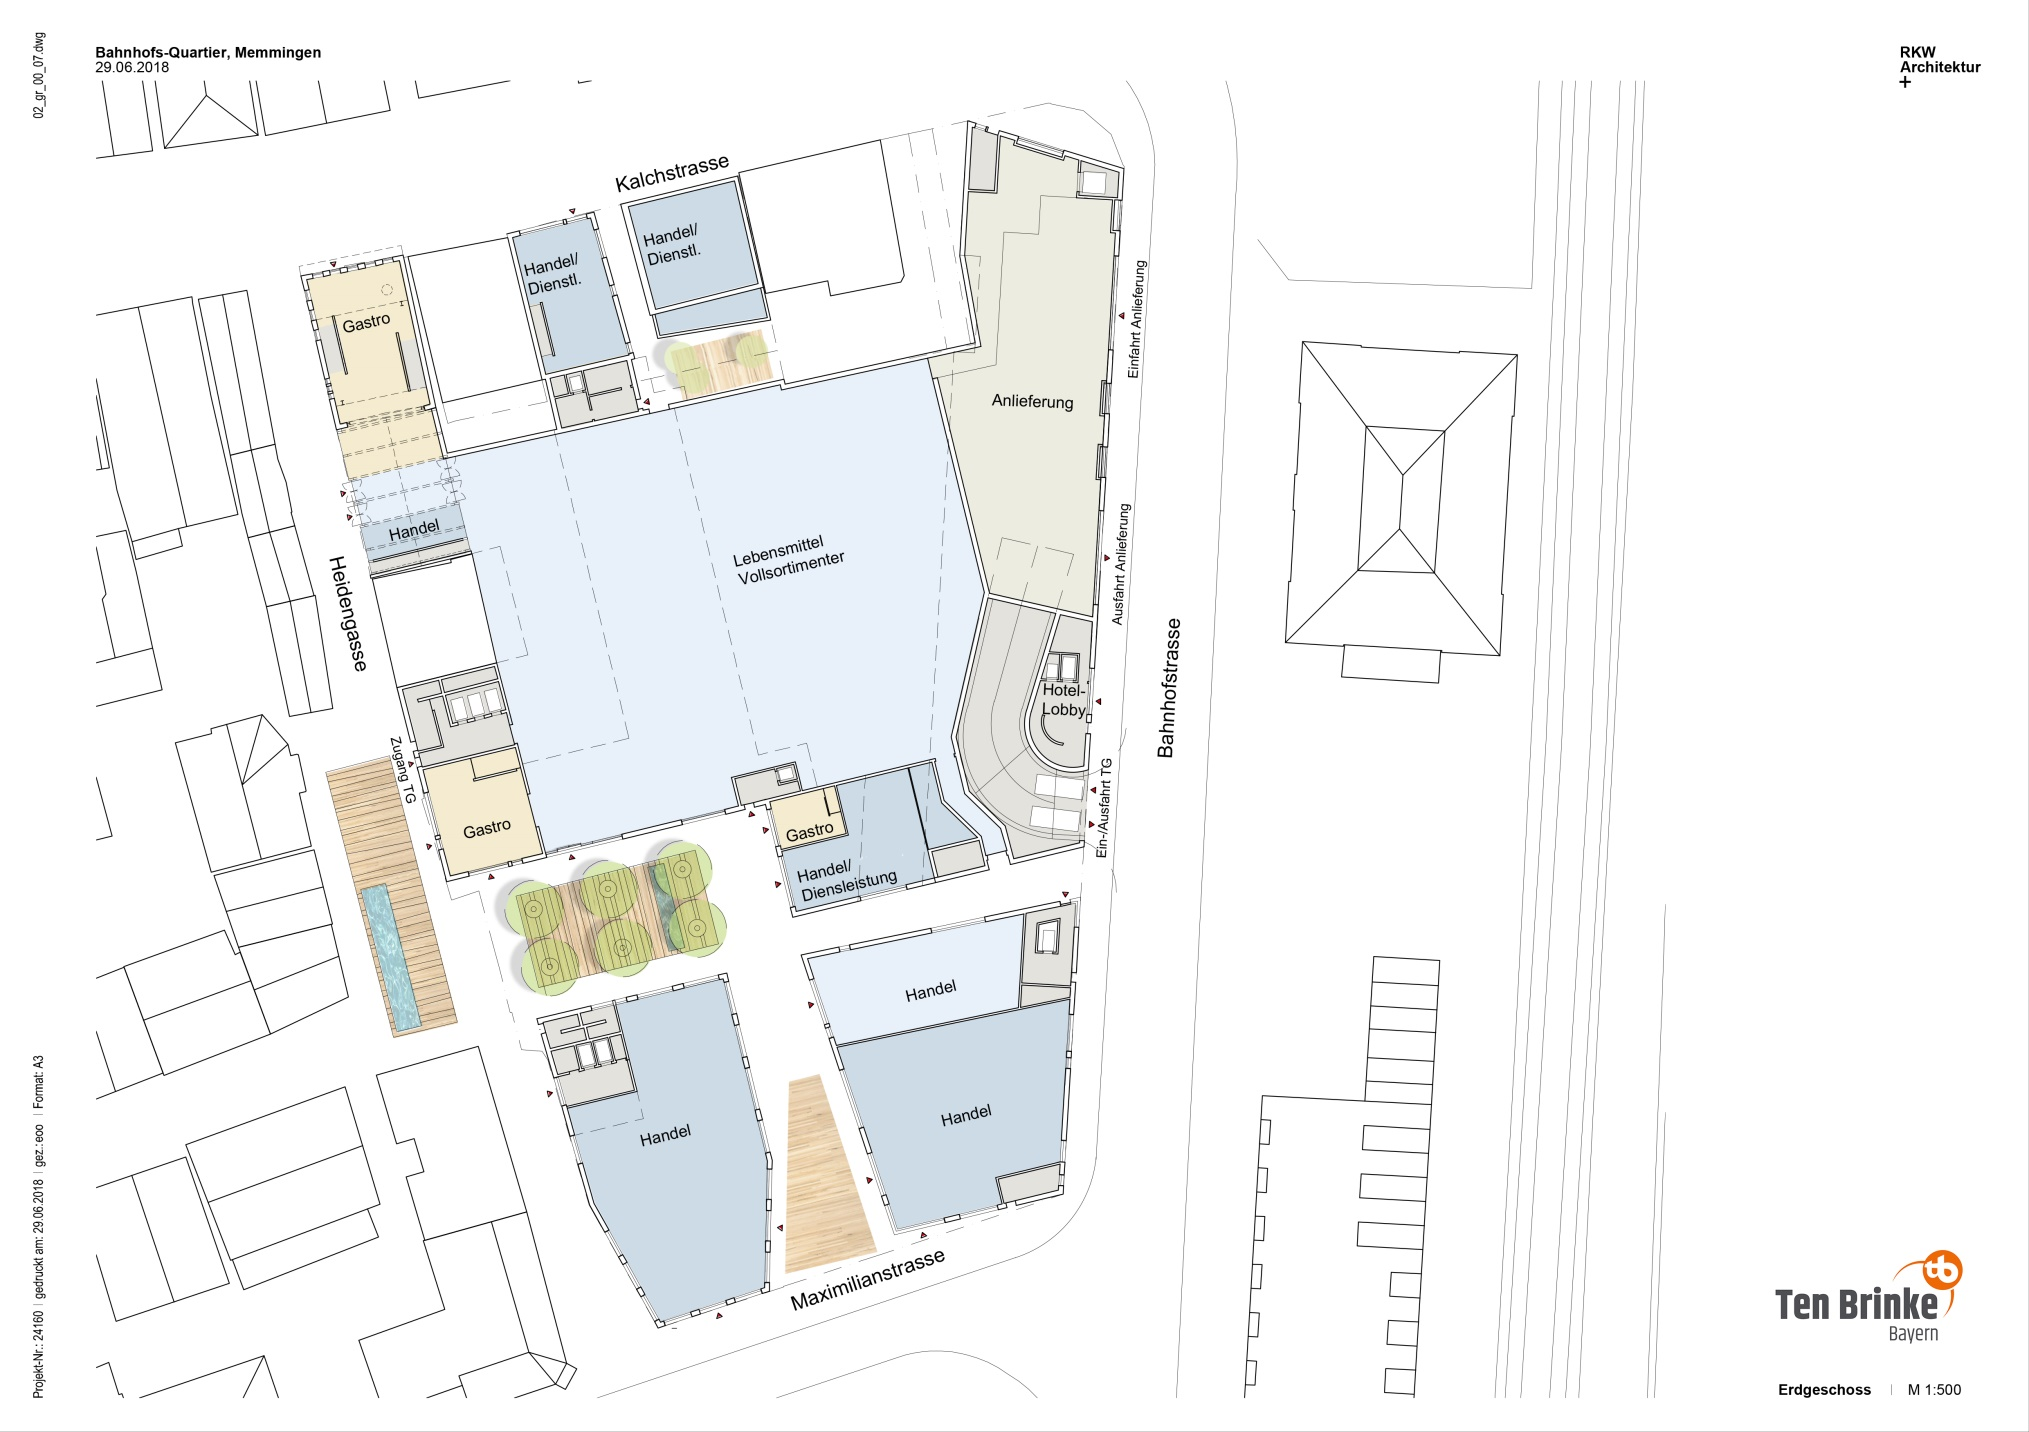 02_gr_00_07.dwg
Bahnhofs-Quartier, Memmingen
29.06.2018
RKW
Architektur
+
Kalchstrasse
Handel/
Dienstl.
Handel/
Dienstl.
Gastro
Einfahrt Anlieferung
Anlieferung
Handel
Lebensmittel
Vollsortimenter
Heidengasse
Ausfahrt Anlieferung
Bahnhofstrasse
Hotel-
Lobby
Zugang TG
Ein-/Ausfahrt TG
Gastro
Gastro
Handel/
Diensleistung
Handel
Handel
Handel
Maximilianstrasse
Projekt-Nr.: 24160 | gedruckt am: 29.06.2018 | gez.:eoo | Format: A3
tb
Ten Brinke
Bayern
Erdgeschoss | M 1:500